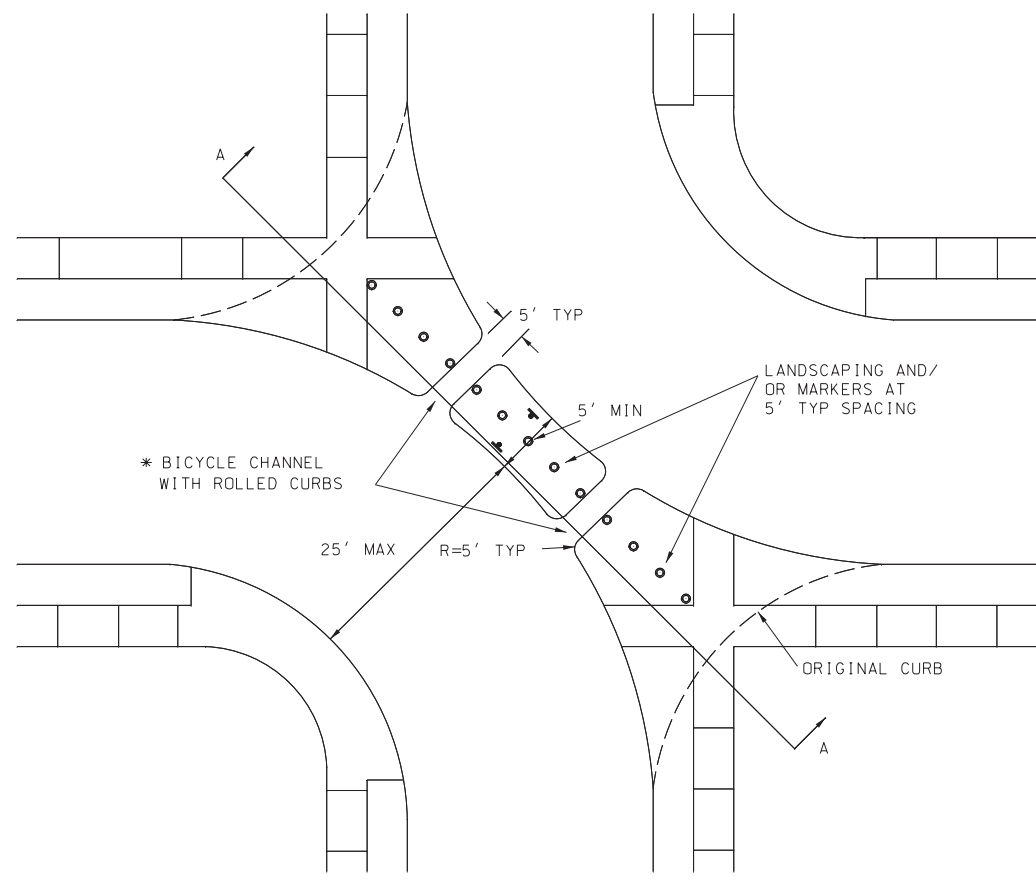 A
5' TYP
LANDSCAPING AND/
OR MARKERS AT
5' TYP SPACING
5' MIN
* BICYCLE CHANNEL
WITH ROLLED CURBS
25' MAX
R=5' TYP
ORIGINAL CURB
A